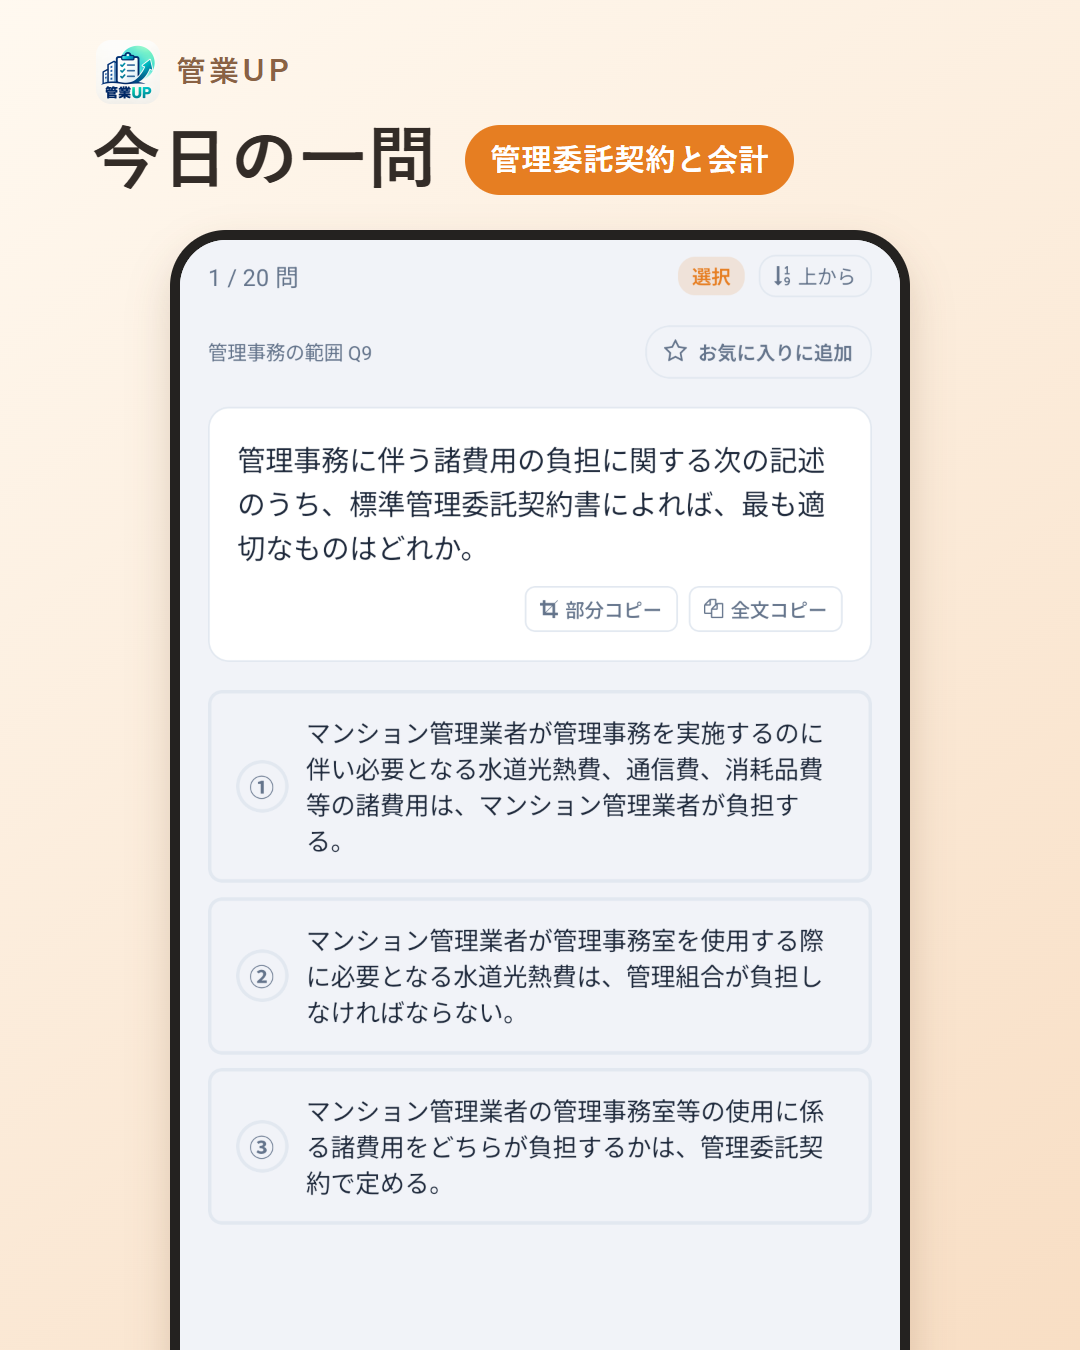 管業UP
管業UP
今日の一問
管理委託契約と会計
1 / 20 問
選択
上から
管理事務の範囲 Q9
お気に入りに追加
管理事務に伴う諸費用の負担に関する次の記述
のうち、標準管理委託契約書によれば、最も適
切なものはどれか。
部分コピー
全文コピー
①
マンション管理業者が管理事務を実施するのに
伴い必要となる水道光熱費、通信費、消耗品費
等の諸費用は、マンション管理業者が負担す
る。
②
マンション管理業者が管理事務室を使用する際
に必要となる水道光熱費は、管理組合が負担し
なければならない。
③
マンション管理業者の管理事務室等の使用に係
る諸費用をどちらが負担するかは、管理委託契
約で定める。